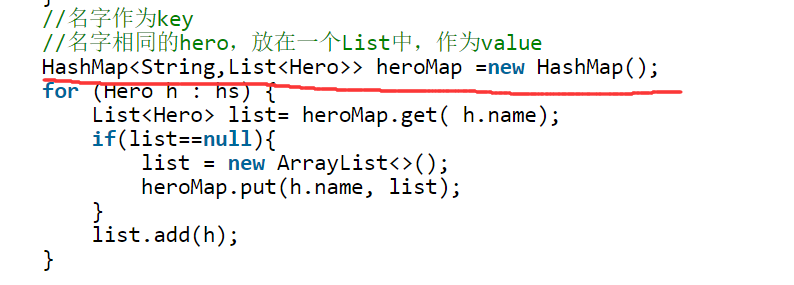 }
//名字作为key
//名字相同的hero，放在一个List中，作为value
HashMap<String,List<Hero>> heroMap =new HashMap();
for (Hero h : hs) {
    List<Hero> list= heroMap.get( h.name);
    if(list==null){
        list = new ArrayList<>();
        heroMap.put(h.name, list);
    }
    list.add(h);
}